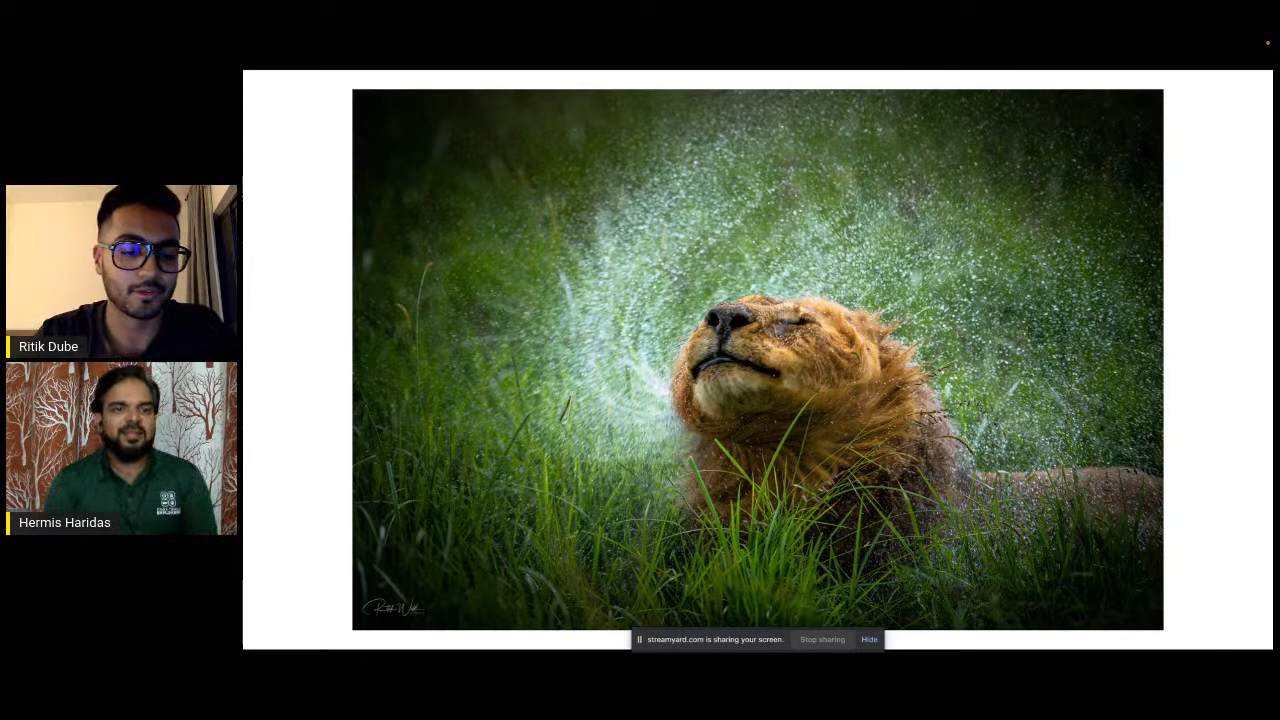 Ritik Dube
Hermis Haridas
streamyard.com is sharing your screen.
Stop sharing
Hide